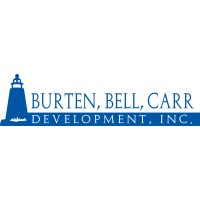 BURTEN, BELL, CARR
DEVELOPMENT, INC.